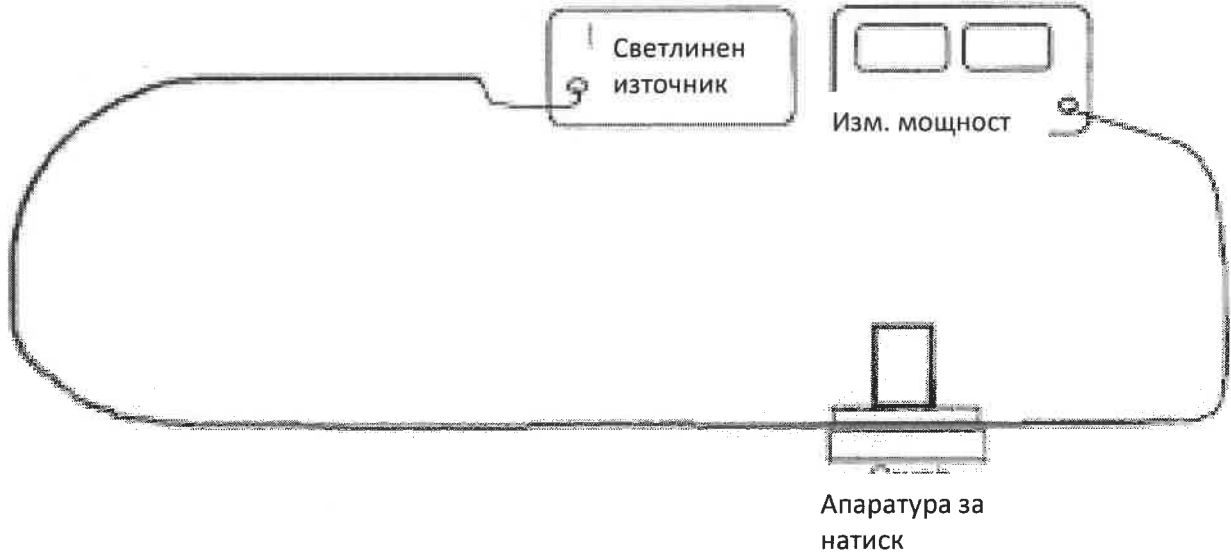 Светлинен
източник
Изм. мощност
Апаратура за
натиск